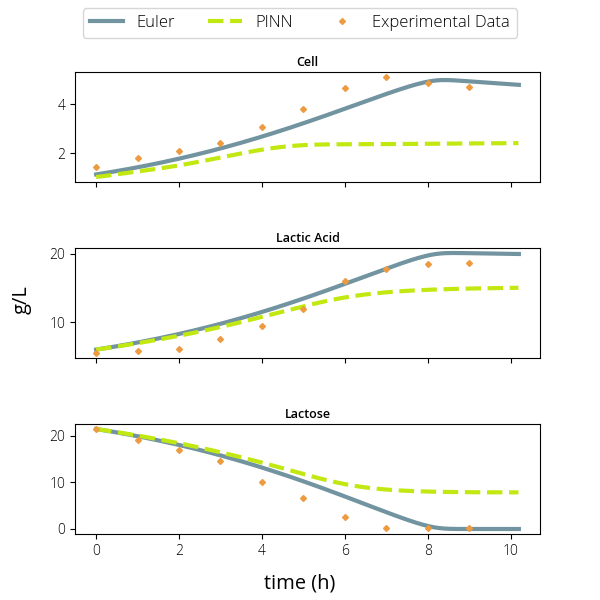 Euler PINN Experimental Data
Cell
4
2
Lactic Acid
20
10
g/L
Lactose
20
10
0
0 2 4 6 8 10
time (h)